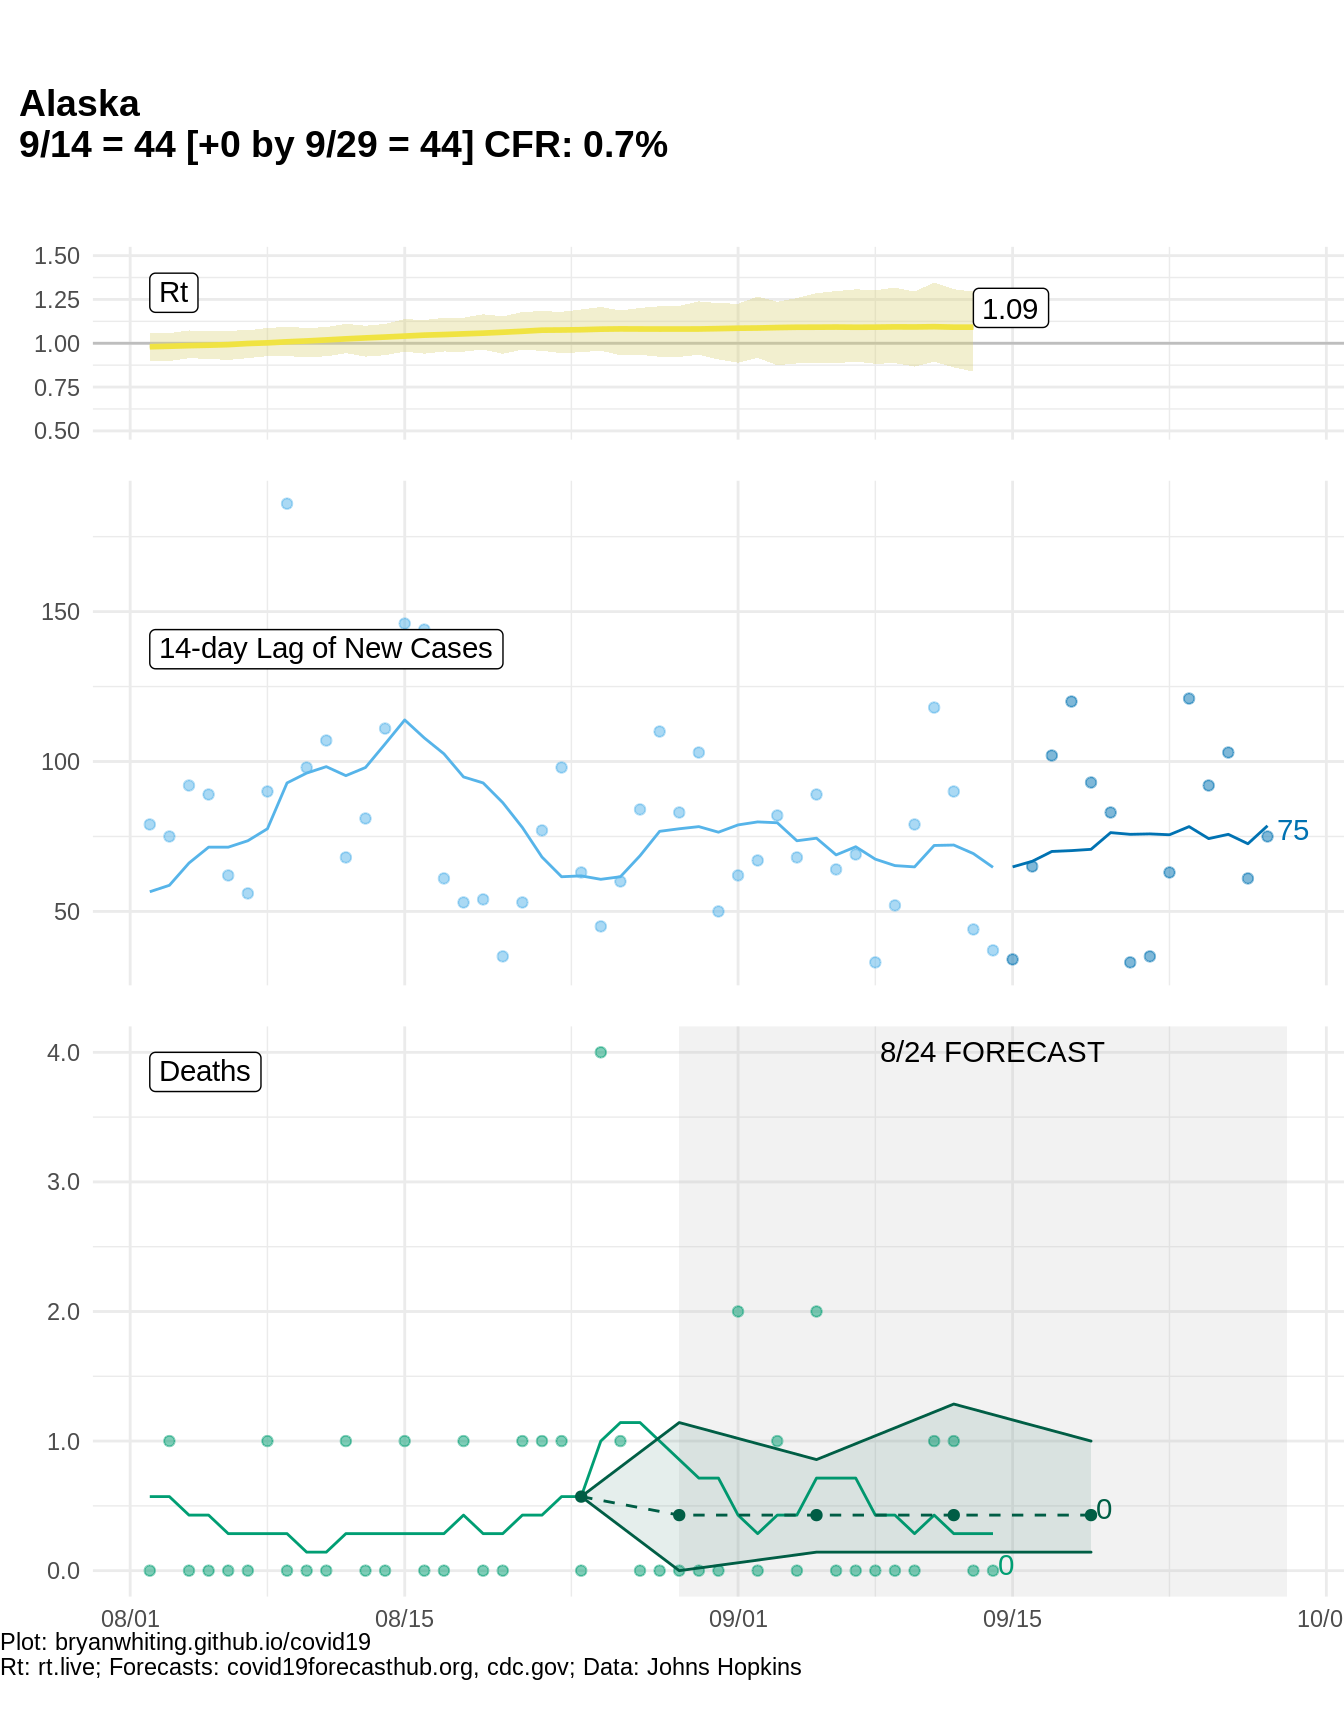 Alaska
9/14 = 44 [+0 by 9/29 = 44] CFR: 0.7%
1.50
1.25
1.00
0.75
0.50
Rt
1.09
150
100
50
14-day Lag of New Cases
75
4.0
3.0
2.0
1.0
0.0
Deaths
8/24 FORECAST
0
0
08/01
08/15
09/01
09/15
10/0
Plot: bryanwhiting.github.io/covid19
Rt: rt.live; Forecasts: covid19forecasthub.org, cdc.gov; Data: Johns Hopkins